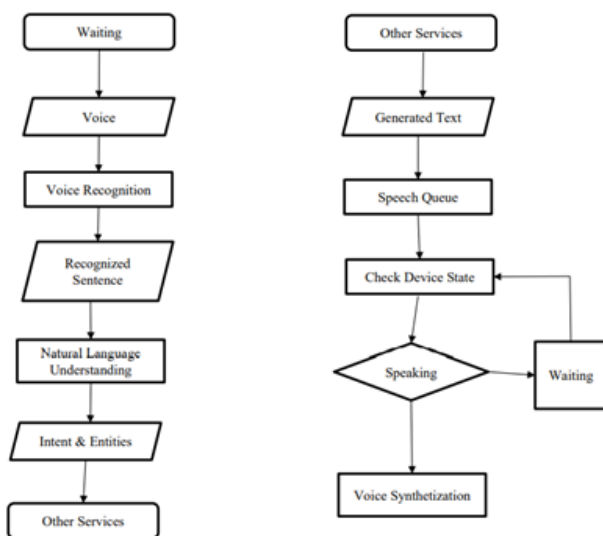 Waiting
Voice
Voice Recognition
Recognized
Sentence
Natural Language
Understanding
Intent & Entities
Other Services
Other Services
Generated Text
Speech Queue
Check Device State
Speaking
Waiting
Voice Synthetization